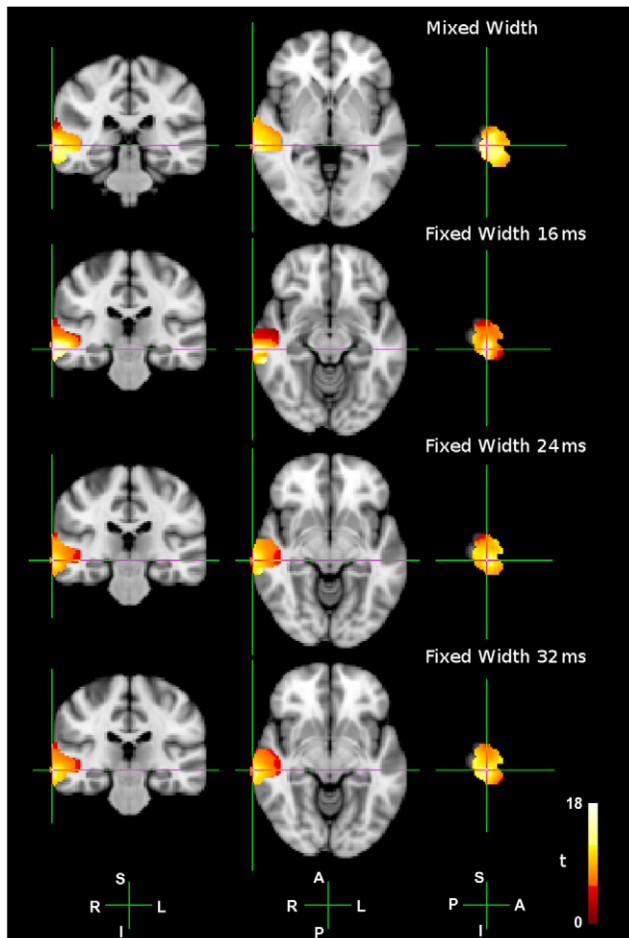 Mixed Width
Fixed Width 16 ms
Fixed Width 24 ms
Fixed Width 32 ms
18
t
0
S
R L
I
A
R L
P
S
P A
I